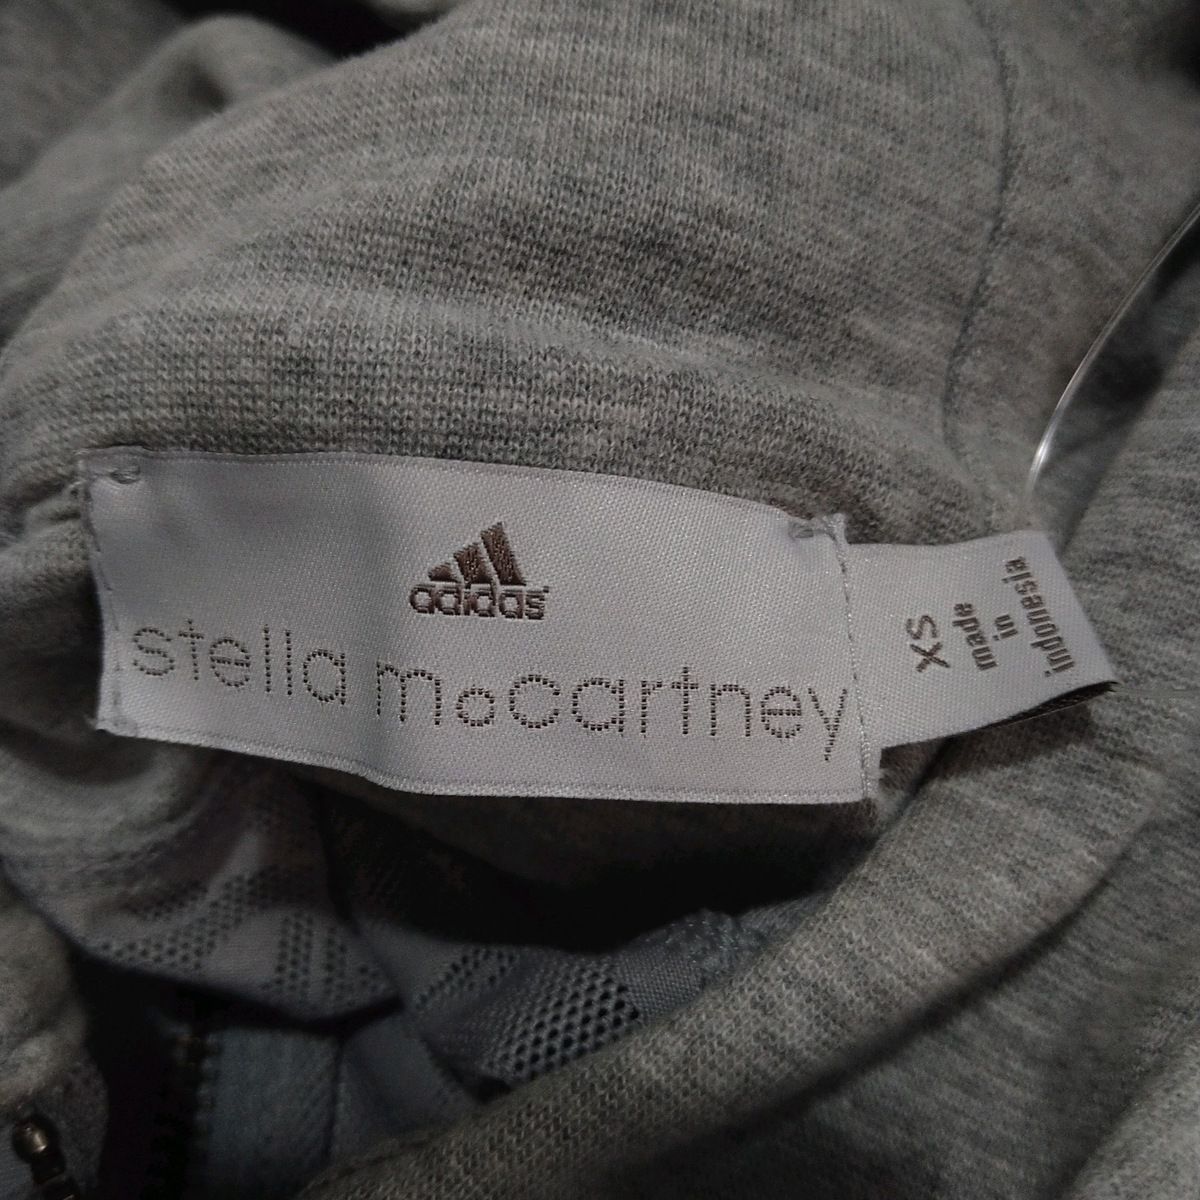 adidas
stella mccartney
XS
made
in
indonesia